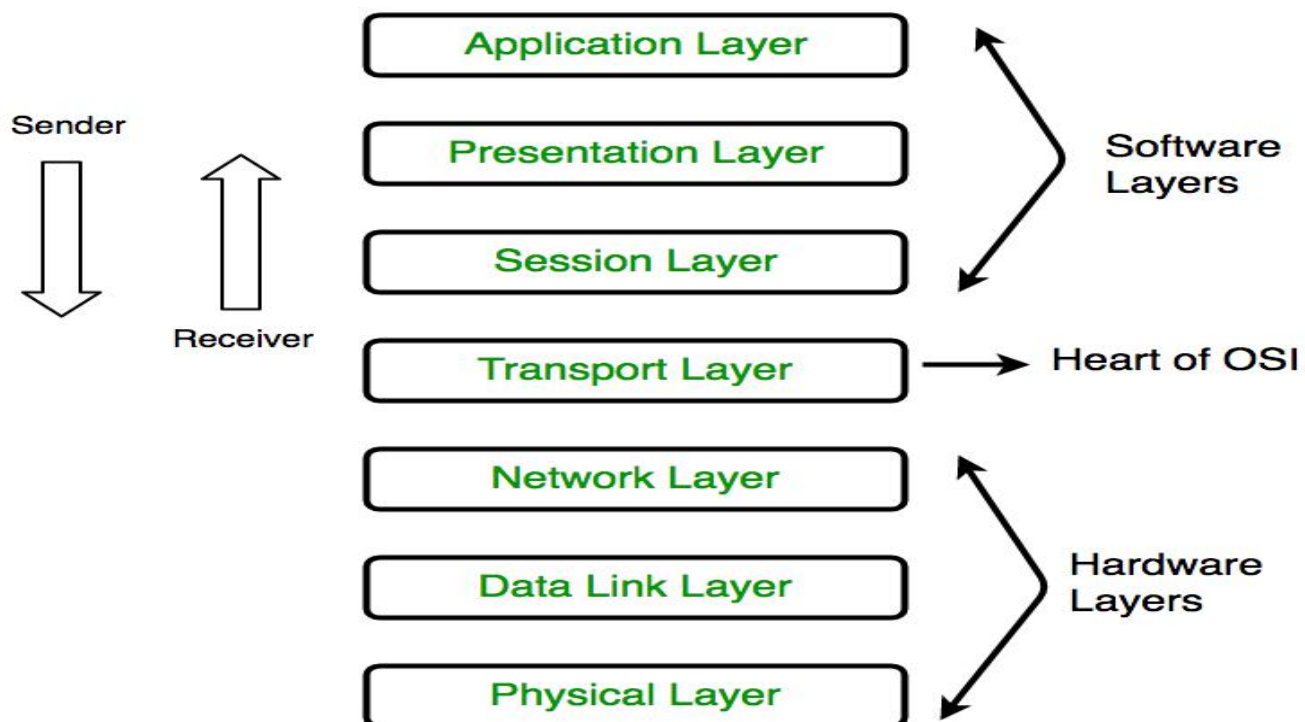 Application Layer
Sender
Presentation Layer
Software
Layers
Session Layer
Receiver
Transport Layer
Heart of OSI
Network Layer
Data Link Layer
Hardware
Layers
Physical Layer